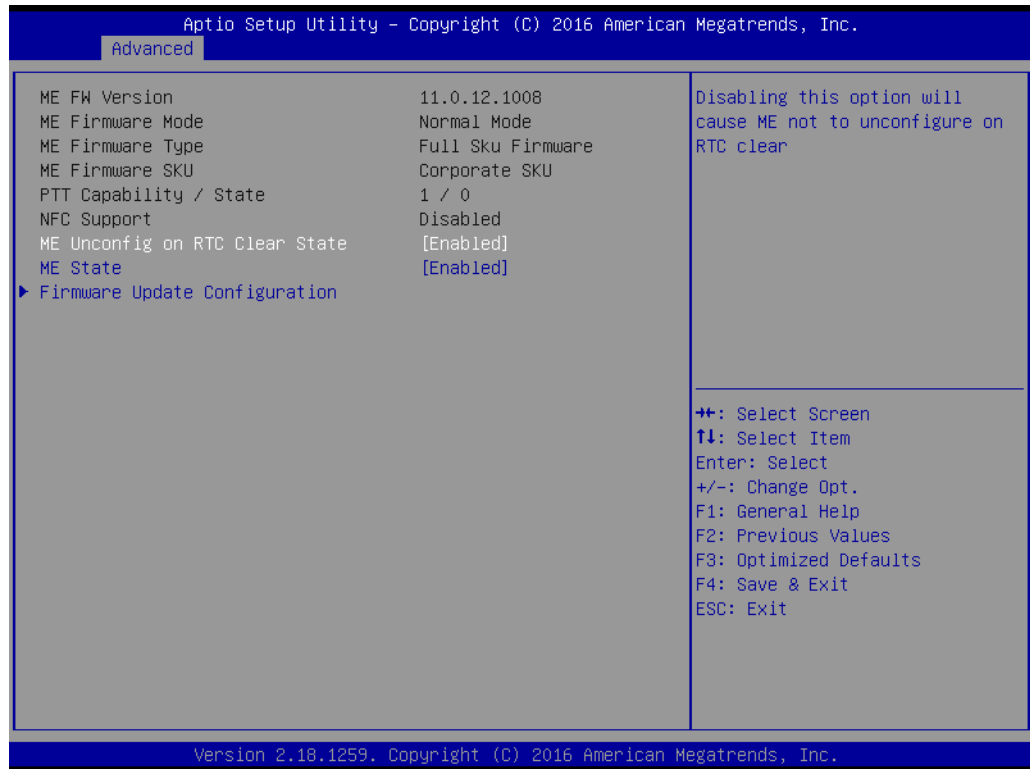 Aptio Setup Utility – Copyright (C) 2016 American Megatrends, Inc.
Advanced
ME FW Version 11.0.12.1008
ME Firmware Mode Normal Mode
ME Firmware Type Full Sku Firmware
ME Firmware SKU Corporate SKU
PTT Capability / State 1 / 0
NFC Support Disabled
ME Unconfig on RTC Clear State [Enabled]
ME State [Enabled]
► Firmware Update Configuration
Disabling this option will
cause ME not to unconfigure on
RTC clear
→←: Select Screen
↑↓: Select Item
Enter: Select
+/-: Change Opt.
F1: General Help
F2: Previous Values
F3: Optimized Defaults
F4: Save & Exit
ESC: Exit
Version 2.18.1259. Copyright (C) 2016 American Megatrends, Inc.